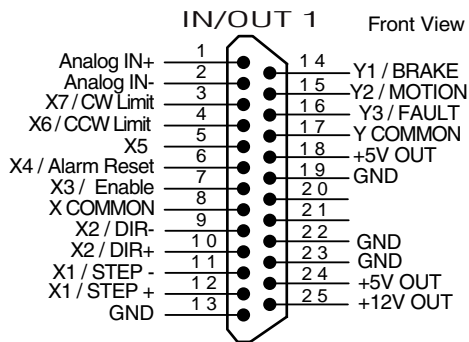 IN/OUT 1
Front View
Analog IN+ 1
Analog IN- 2
X7 / CW Limit 3
X6 / CCW Limit 4
X5 5
X4 / Alarm Reset 6
X3 / Enable 7
X COMMON 8
X2 / DIR- 9
X2 / DIR+ 10
X1 / STEP - 11
X1 / STEP + 12
GND 13
14 Y1 / BRAKE
15 Y2 / MOTION
16 Y3 / FAULT
17 Y COMMON
18 +5V OUT
19 GND
20
21
22 GND
23 GND
24 +5V OUT
25 +12V OUT